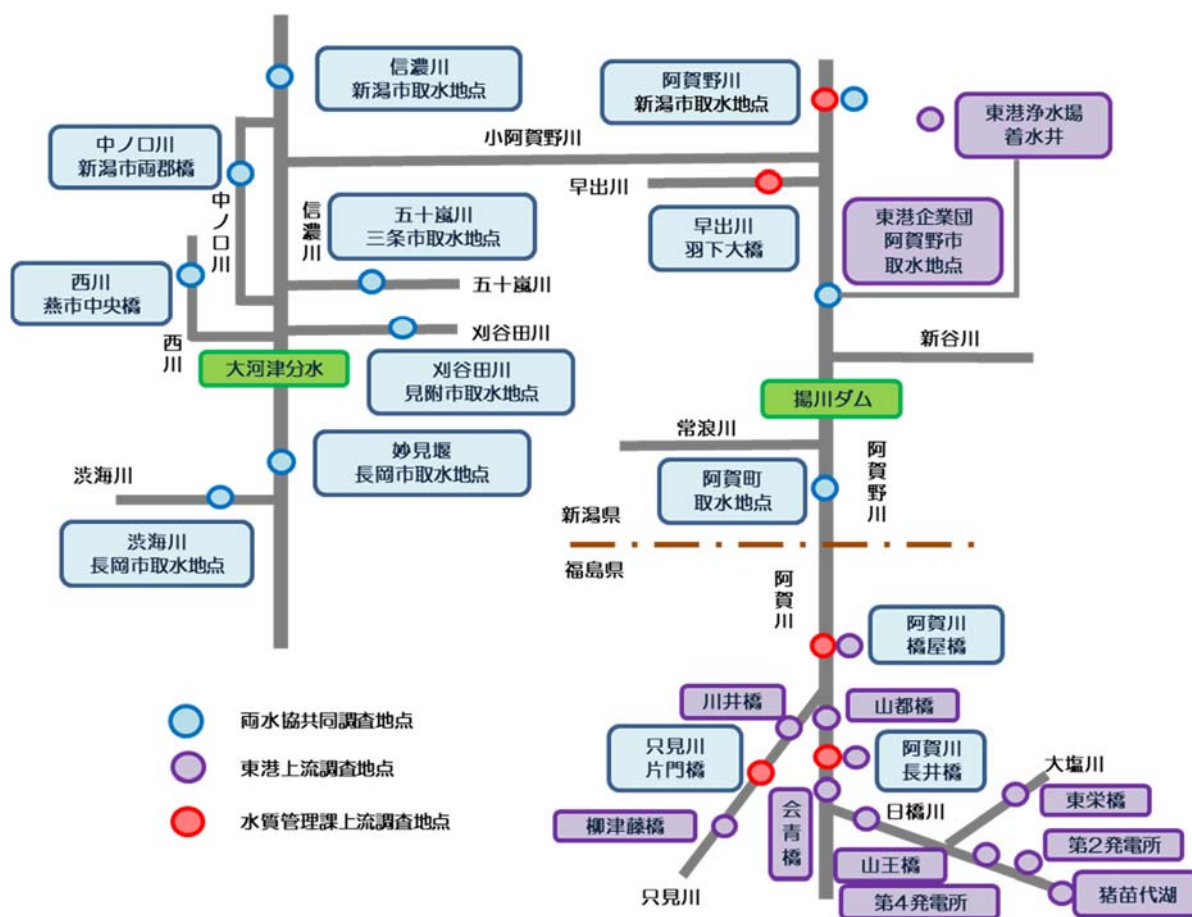 信濃川
新潟市取水地点
阿賀野川
新潟市取水地点
東港浄水場
着水井
中ノ口川
新潟市両郡橋
小阿賀野川
早出川
中ノ口川
信濃川
五十嵐川
三条市取水地点
早出川
羽下大橋
東港企業団
阿賀野市
取水地点
西川
燕市中央橋
五十嵐川
西川
刈谷田川
新谷川
大河津分水
刈谷田川
見附市取水地点
揚川ダム
常浪川
阿賀野川
妙見堰
長岡市取水地点
渋海川
阿賀町
取水地点
新潟県
渋海川
長岡市取水地点
福島県
阿賀川
阿賀川
橋屋橋
川井橋
山都橋
両水協共同調査地点
只見川
片門橋
阿賀川
長井橋
東港上流調査地点
大塩川
会青橋
日橋川
東栄橋
水質管理課上流調査地点
柳津藤橋
第2発電所
山王橋
只見川
第4発電所
猪苗代湖